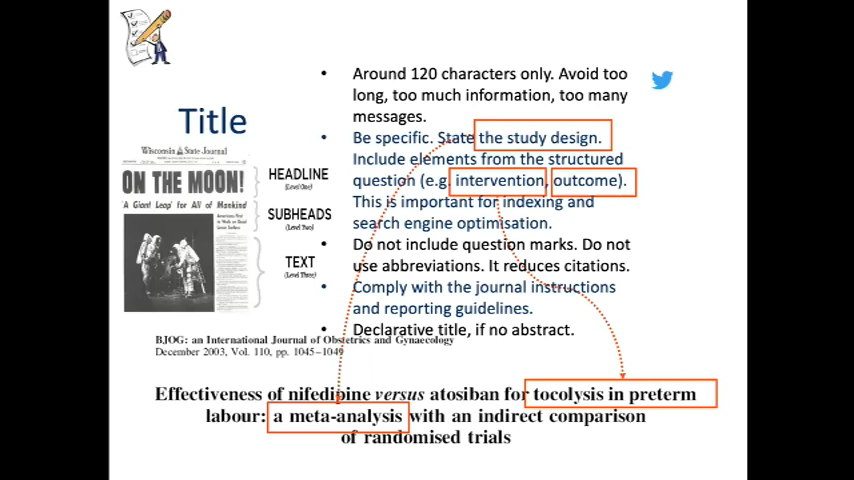 Title
Wisconsin State Journal
ON THE MOON!
'A Giant Leap' for All of Mankind
HEADLINE
(Level One)
SUBHEADS
(Level Two)
TEXT
(Level Three)
• Around 120 characters only. Avoid too
long, too much information, too many
messages.
• Be specific. State the study design.
Include elements from the structured
question (e.g. intervention, outcome).
This is important for indexing and
search engine optimisation.
• Do not include question marks. Do not
use abbreviations. It reduces citations.
• Comply with the journal instructions
and reporting guidelines.
• Declarative title, if no abstract.
BJOG: an International Journal of Obstetrics and Gynaecology
December 2003, Vol. 110, pp. 1045–1049
Effectiveness of nifedipine versus atosiban for tocolysis in preterm
labour: a meta-analysis with an indirect comparison
of randomised trials